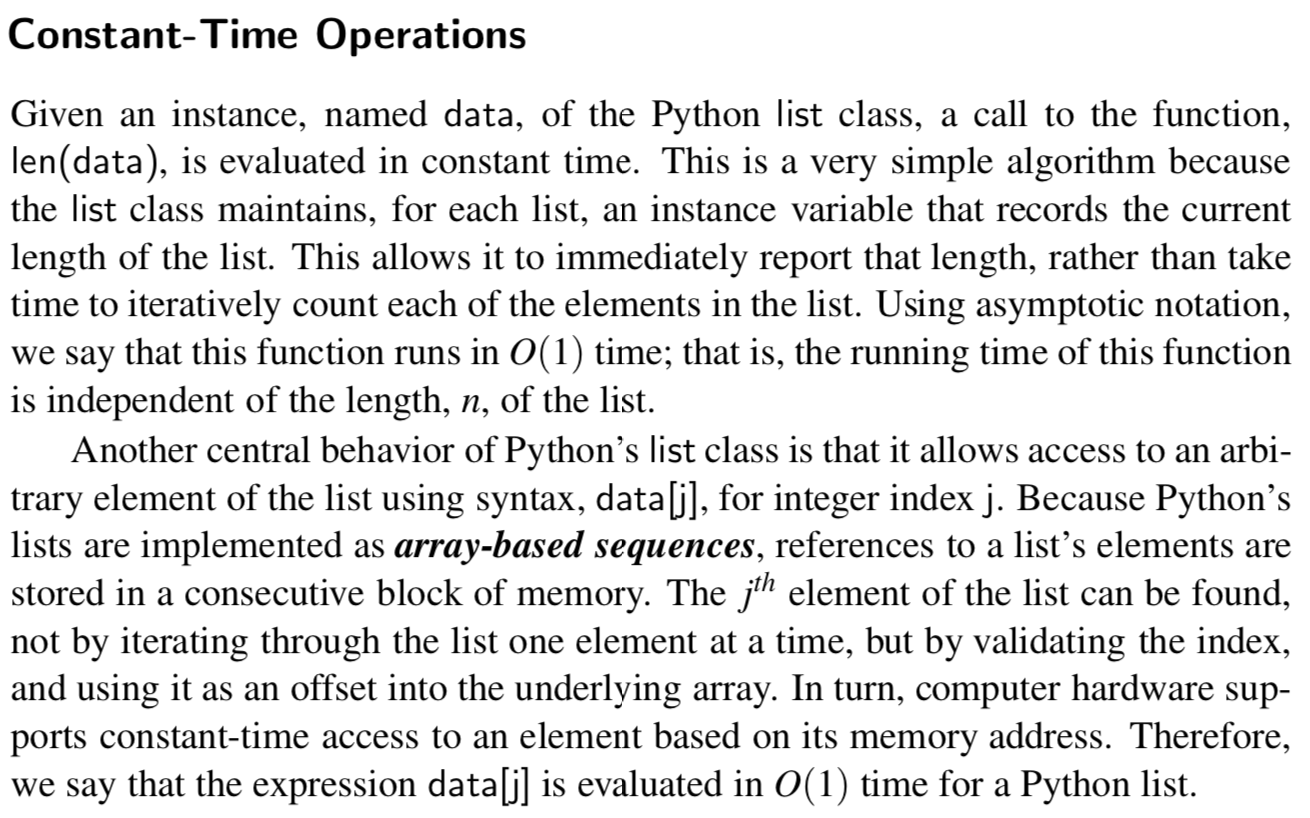 Constant-Time Operations
Given an instance, named data, of the Python list class, a call to the function,
len(data), is evaluated in constant time. This is a very simple algorithm because
the list class maintains, for each list, an instance variable that records the current
length of the list. This allows it to immediately report that length, rather than take
time to iteratively count each of the elements in the list. Using asymptotic notation,
we say that this function runs in O(1) time; that is, the running time of this function
is independent of the length, n, of the list.
Another central behavior of Python’s list class is that it allows access to an arbi-
trary element of the list using syntax, data[j], for integer index j. Because Python’s
lists are implemented as array-based sequences, references to a list’s elements are
stored in a consecutive block of memory. The jth element of the list can be found,
not by iterating through the list one element at a time, but by validating the index,
and using it as an offset into the underlying array. In turn, computer hardware sup-
ports constant-time access to an element based on its memory address. Therefore,
we say that the expression data[j] is evaluated in O(1) time for a Python list.